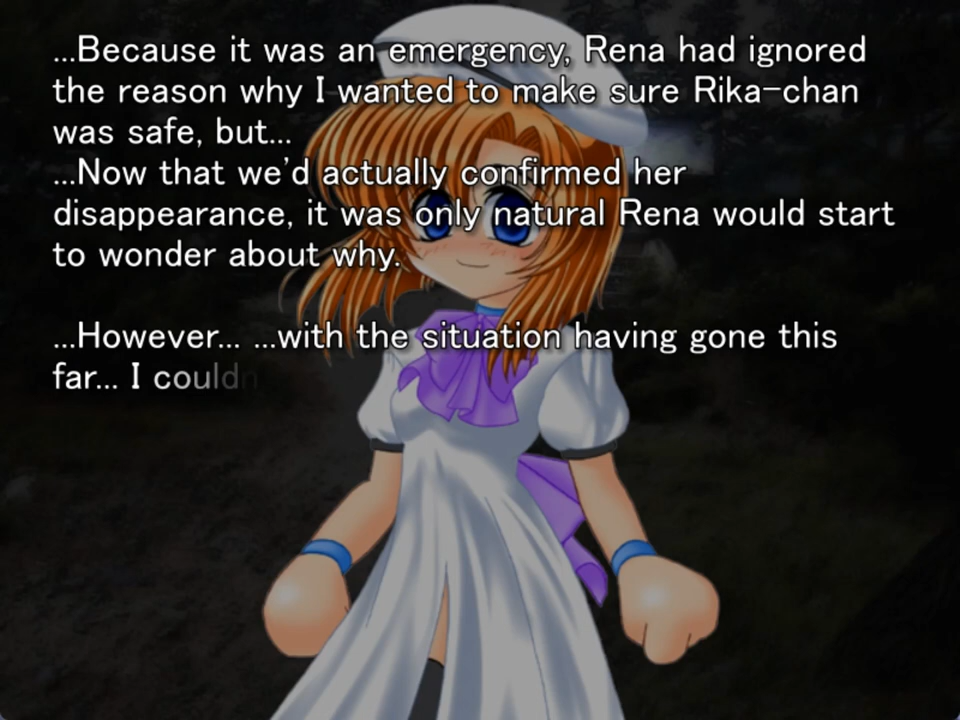 ...Because it was an emergency, Rena had ignored
the reason why I wanted to make sure Rika-chan
was safe, but...
...Now that we'd actually confirmed her
disappearance, it was only natural Rena would start
to wonder about why.
...However... ...with the situation having gone this
far... I couldn